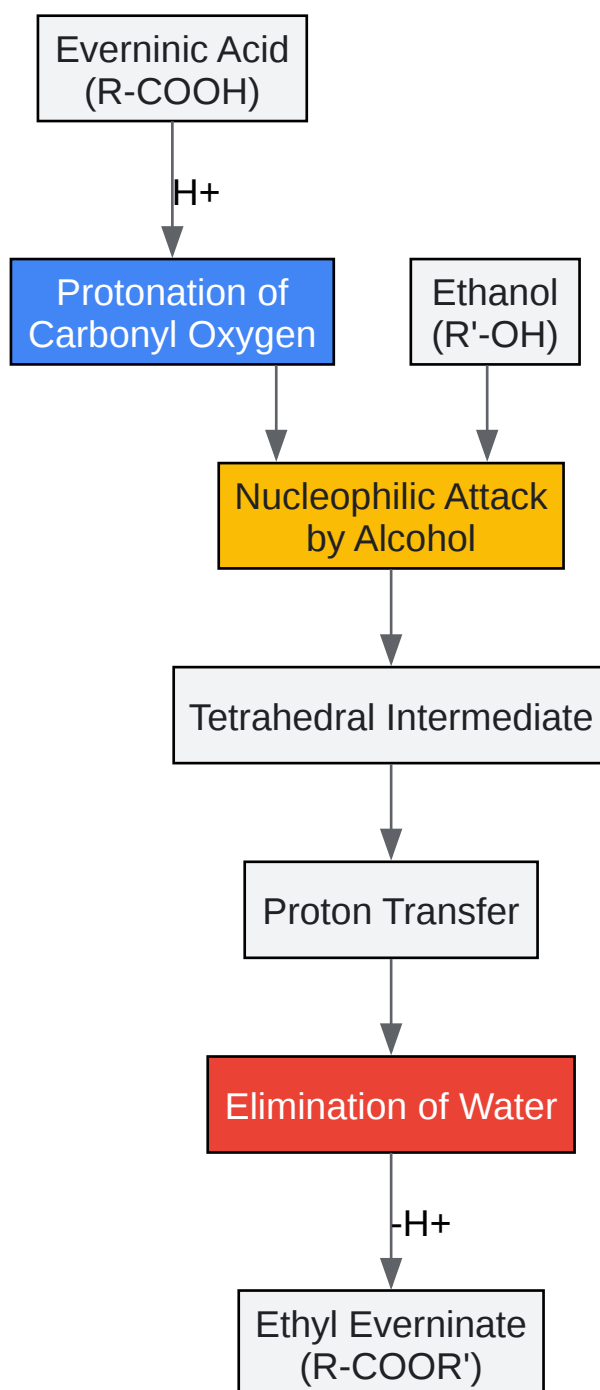 Everninic Acid
(R-COOH)
H+
Protonation of
Carbonyl Oxygen
Ethanol
(R'-OH)
Nucleophilic Attack
by Alcohol
Tetrahedral Intermediate
Proton Transfer
Elimination of Water
-H+
Ethyl Everninate
(R-COOR')